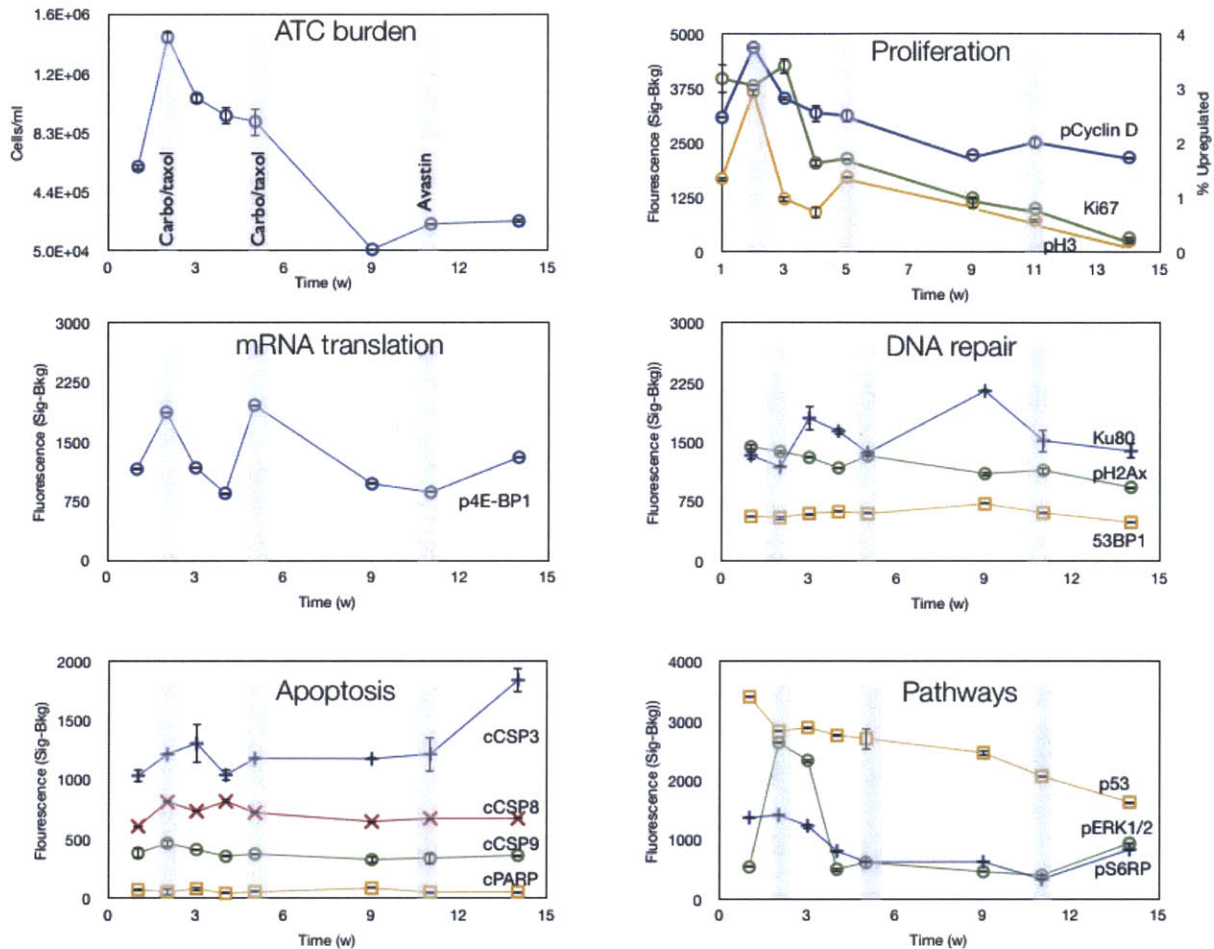 ATC burden
1.6E+06
1.2E+06
8.3E+05
4.4E+05
5.0E+04
Cells/ml
Carbo/taxol
Carbo/taxol
Avastin
0 3 6 9 12 15
Time (w)
Proliferation
5000
3750
2500
1250
0
Flourescence (Sig-Bkg)
4
3
2
1
0
% Upregulated
pCyclin D
Ki67
pH3
1 3 5 7 9 11 13 15
Time (w)
mRNA translation
3000
2250
1500
750
0
Fluorescence (Sig-Bkg)
p4E-BP1
0 3 6 9 12 15
Time (w)
DNA repair
3000
2250
1500
750
0
Fluorescence (Sig-Bkg))
Ku80
pH2Ax
53BP1
0 3 6 9 12 15
Time (w)
Apoptosis
2000
1500
1000
500
0
Flourescence (Sig-Bkg)
cCSP3
cCSP8
cCSP9
cPARP
0 3 6 9 12 15
Time (w)
Pathways
4000
3000
2000
1000
0
Flourescence (Sig-Bkg))
p53
pERK1/2
pS6RP
0 3 6 9 12 15
Time (w)